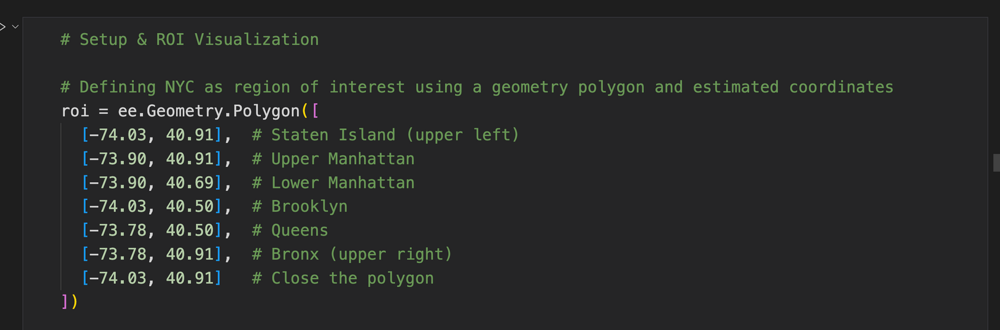 # Setup & ROI Visualization
# Defining NYC as region of interest using a geometry polygon and estimated coordinates
roi = ee.Geometry.Polygon([
[-74.03, 40.91],  # Staten Island (upper left)
[-73.90, 40.91],  # Upper Manhattan
[-73.90, 40.69],  # Lower Manhattan
[-74.03, 40.50],  # Brooklyn
[-73.78, 40.50],  # Queens
[-73.78, 40.91],  # Bronx (upper right)
[-74.03, 40.91]   # Close the polygon
])